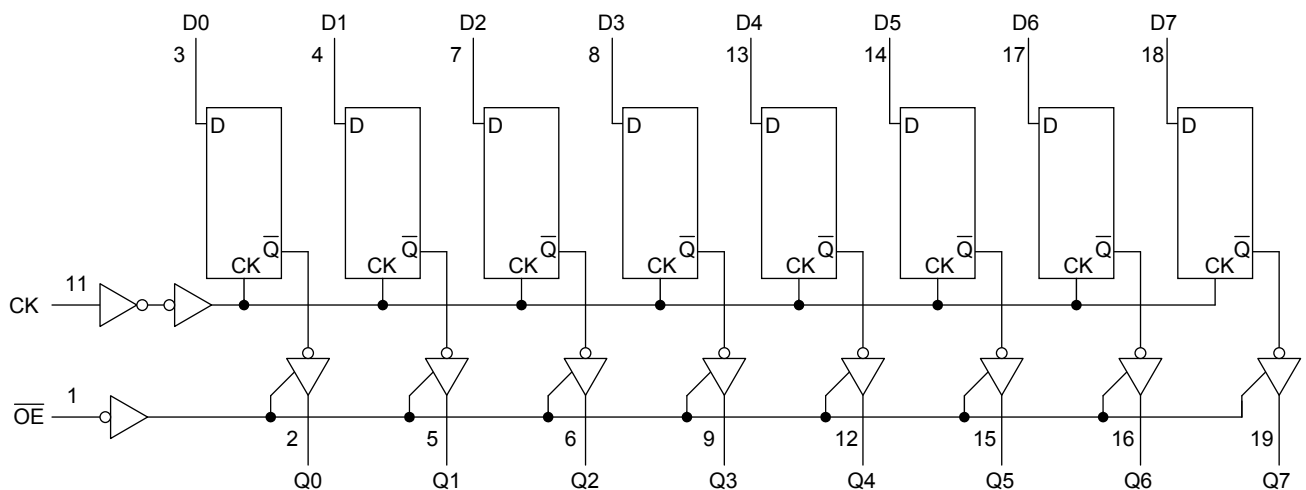 D0 D1 D2 D3 D4 D5 D6 D7
3 4 7 8 13 14 17 18
D D D D D D D D
Q̅ Q̅ Q̅ Q̅ Q̅ Q̅ Q̅ Q̅
CK CK CK CK CK CK CK CK
11
CK
1
O̅E̅
2 5 6 9 12 15 16 19
Q0 Q1 Q2 Q3 Q4 Q5 Q6 Q7